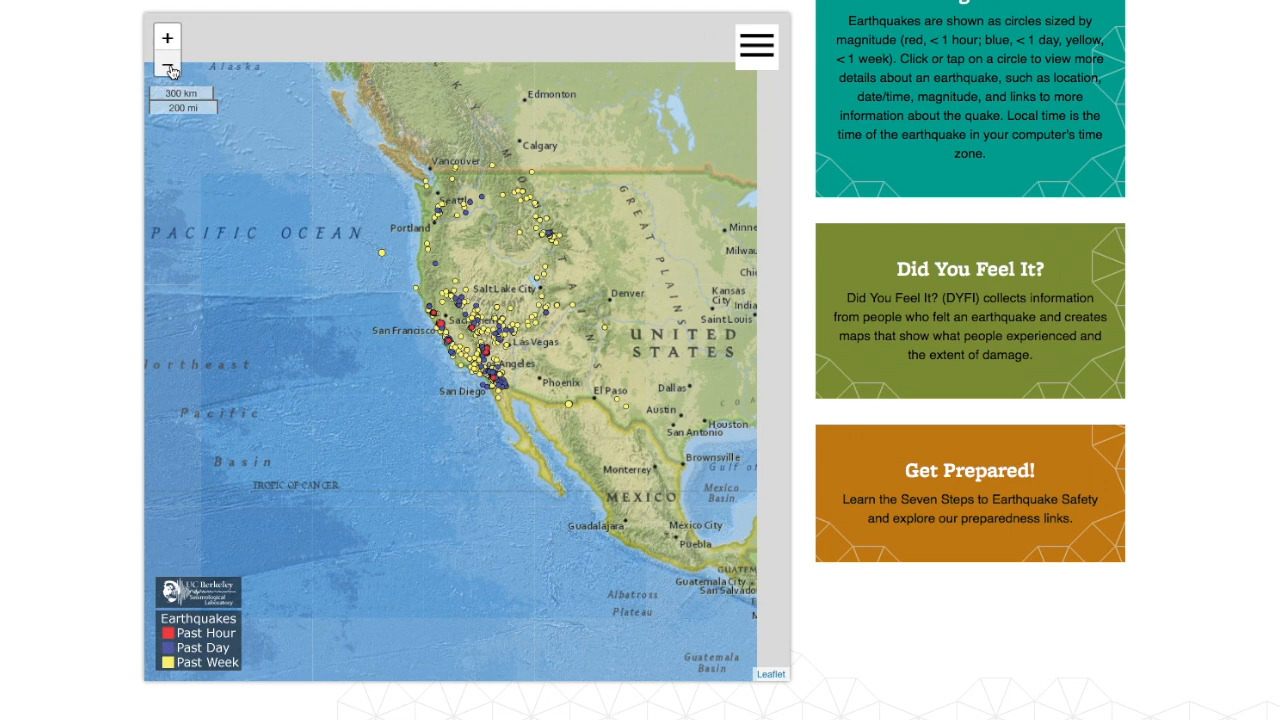 +
−
300 km
200 mi
Alaska
Edmonton
Calgary
Vancouver
Seattle
PACIFIC OCEAN
Portland
GREAT PLAINS
Minne
Milwau
Chi
Salt Lake City
Denver
Kansas
City
India
Saint Louis
San Francisco
UNITED
STATES
Las Vegas
Angeles
ortheast
Phoenix
San Diego
El Paso
Dallas
Austin
Houston
San Antonio
Pacific
Brownsville
Gulf of
Basin
Monterrey
Mexico
Basin
TROPIC OF CANCER
MEXICO
Guadalajara
Mexico City
Puebla
GUATEM
Guatemala City
San Salvado
Albatross
Plateau
Guatemala
Basin
UC Berkeley
Seismological
Laboratory
Earthquakes
Past Hour
Past Day
Past Week
Leaflet
Earthquakes are shown as circles sized by
magnitude (red, < 1 hour; blue, < 1 day, yellow,
< 1 week). Click or tap on a circle to view more
details about an earthquake, such as location,
date/time, magnitude, and links to more
information about the quake. Local time is the
time of the earthquake in your computer's time
zone.
Did You Feel It?
Did You Feel It? (DYFI) collects information
from people who felt an earthquake and creates
maps that show what people experienced and
the extent of damage.
Get Prepared!
Learn the Seven Steps to Earthquake Safety
and explore our preparedness links.